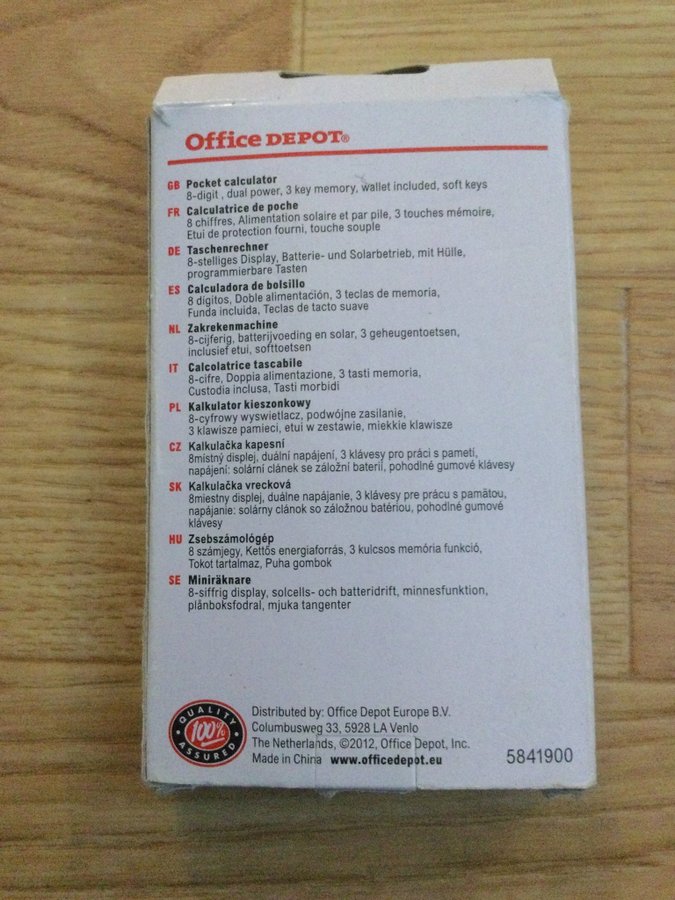 Office DEPOT®
GB Pocket calculator
8-digit , dual power, 3 key memory, wallet included, soft keys
FR Calculatrice de poche
8 chiffres, Alimentation solaire et par pile, 3 touches mémoire,
Etui de protection fourni, touche souple
DE Taschenrechner
8-stelliges Display, Batterie- und Solarbetrieb, mit Hülle,
programmierbare Tasten
ES Calculadora de bolsillo
8 dígitos, Doble alimentación, 3 teclas de memoria,
Funda incluida, Teclas de tacto suave
NL Zakrekenmachine
8-cijferig, batterijvoeding en solar, 3 geheugentoetsen,
inclusief etui, softtoetsen
IT Calcolatrice tascabile
8-cifre, Doppia alimentazione, 3 tasti memoria,
Custodia inclusa, Tasti morbidi
PL Kalkulator kieszonkowy
8-cyfrowy wyswietlacz, podwójne zasilanie,
3 klawisze pamieci, etui w zestawie, miekkie klawisze
CZ Kalkulačka kapesní
8místný displej, duální napájení, 3 klávesy pro práci s pametí,
napájení: solární clánek se záložní baterií, pohodlné gumové klávesy
SK Kalkulačka vrecková
8miestny displej, duálne napájanie, 3 klávesy pre prácu s pamätou,
napájanie: solárny clánok so záložnou batériou, pohodlné gumové
klávesy
HU Zsebszámológép
8 számjegy, Kettős energiaforrás, 3 kulcsos memória funkció,
Tokot tartalmaz, Puha gombok
SE Miniräknare
8-siffrig display, solcells- och batteridrift, minnesfunktion,
plånboksfodral, mjuka tangenter
QUALITY
100%
ASSURED
Distributed by: Office Depot Europe B.V.
Columbusweg 33, 5928 LA Venlo
The Netherlands, ©2012, Office Depot, Inc.
Made in China www.officedepot.eu
5841900